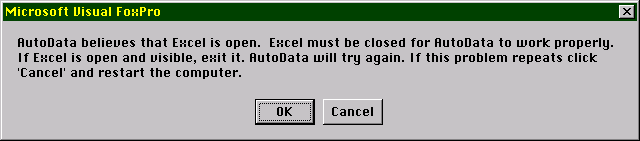 Microsoft Visual FoxPro
AutoData believes that Excel is open.  Excel must be closed for AutoData to work properly.
If Excel is open and visible, exit it. AutoData will try again. If this problem repeats click
'Cancel' and restart the computer.
OK Cancel